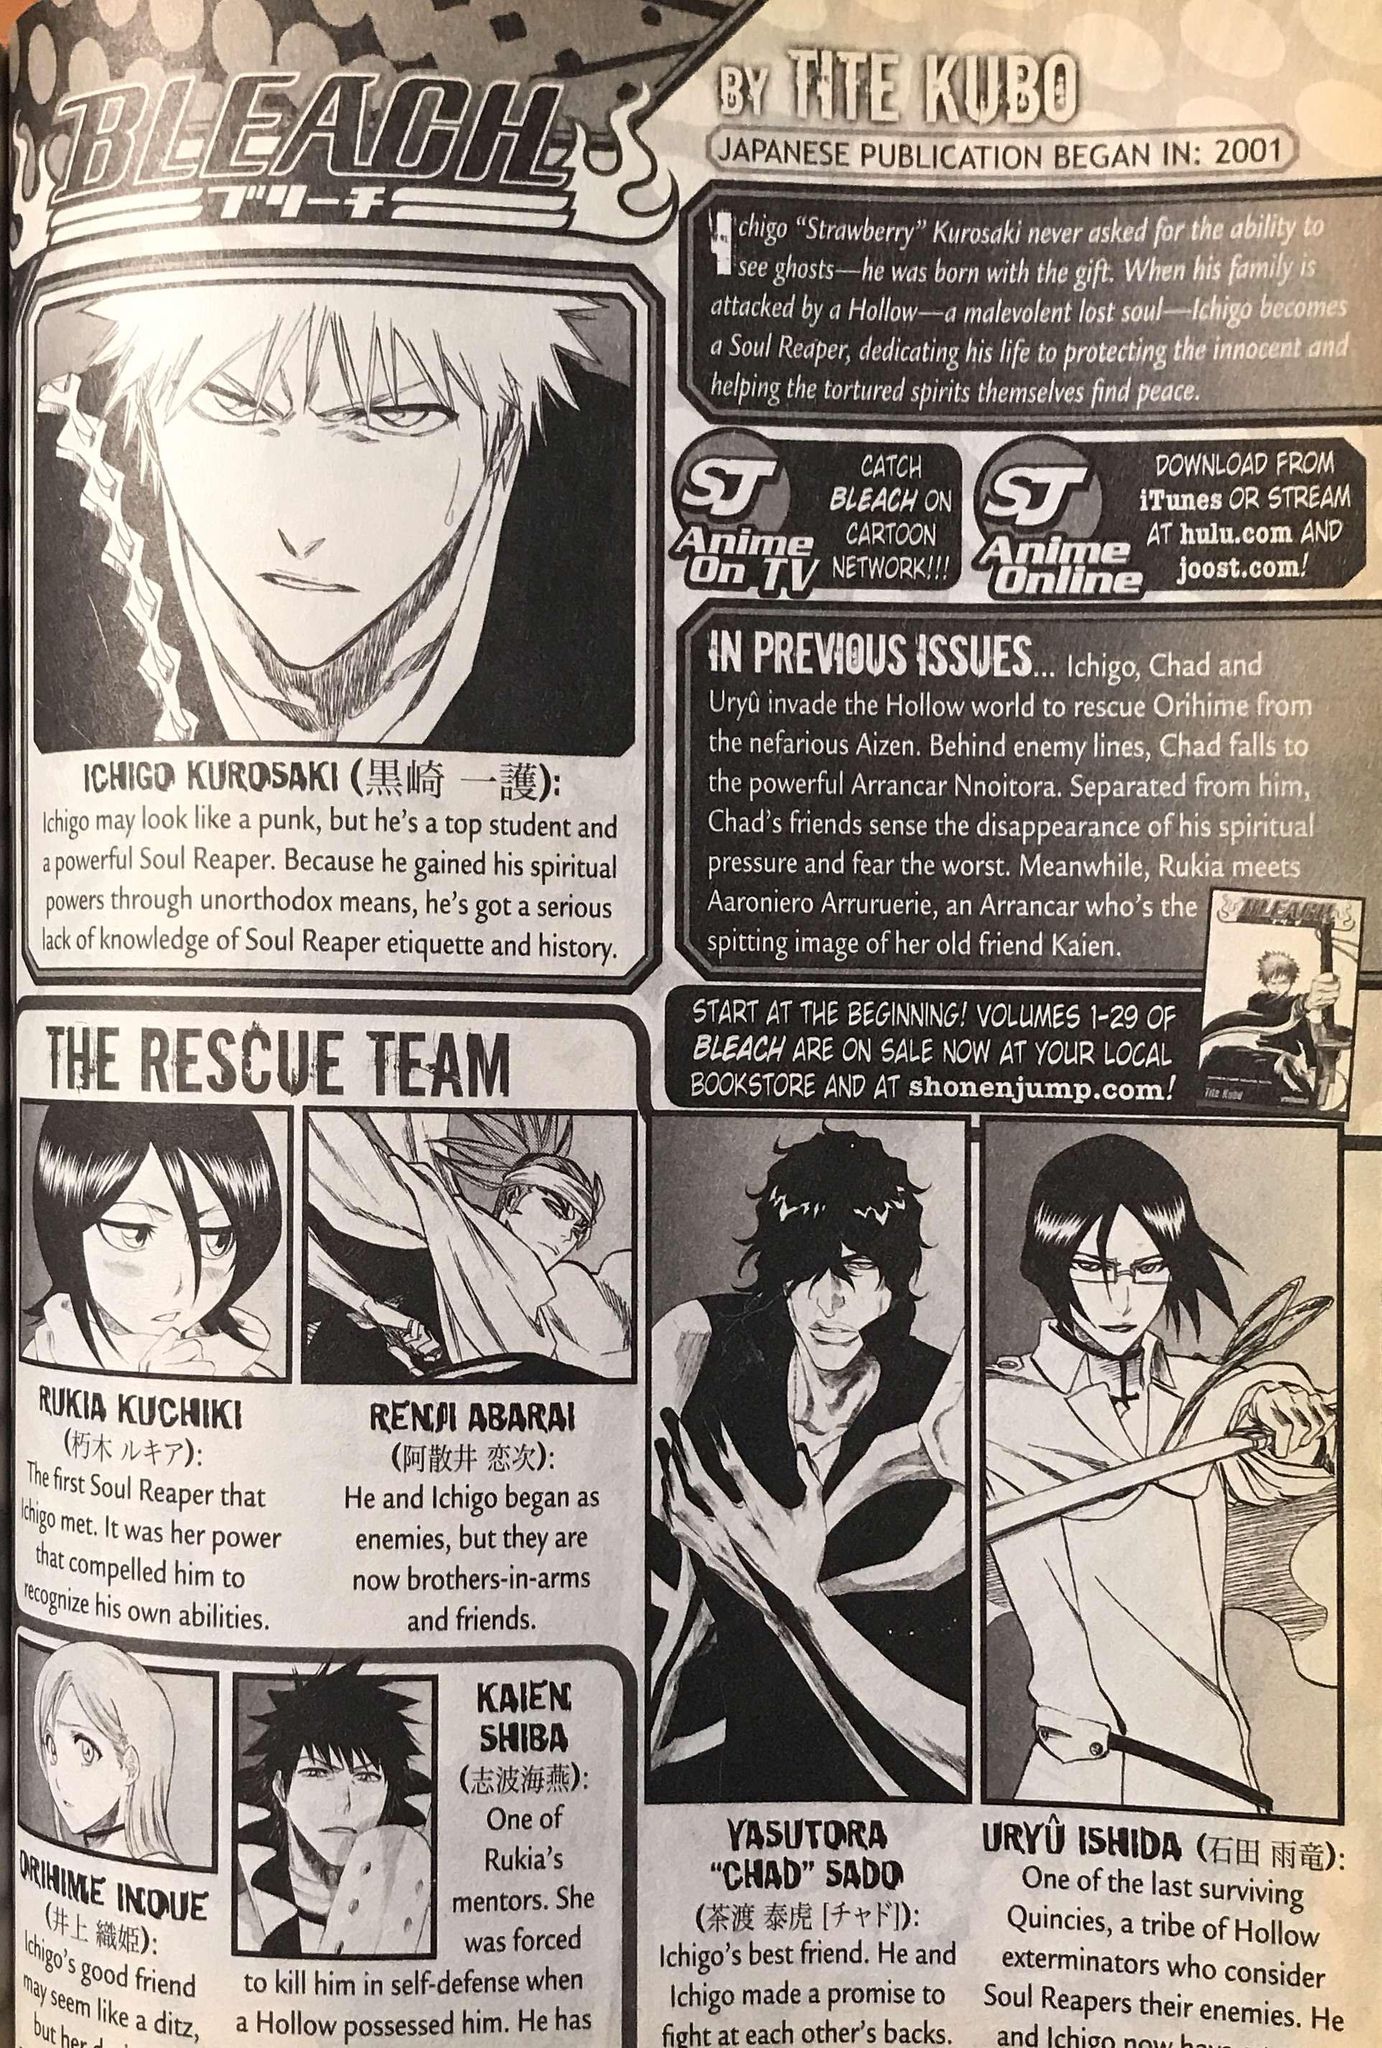 BLEACH
ブリーチ
BY TITE KUBO
JAPANESE PUBLICATION BEGAN IN: 2001
Ichigo “Strawberry” Kurosaki never asked for the ability to
see ghosts—he was born with the gift. When his family is
attacked by a Hollow—a malevolent lost soul—Ichigo becomes
a Soul Reaper, dedicating his life to protecting the innocent and
helping the tortured spirits themselves find peace.
SJ
Anime
On TV
CATCH
BLEACH ON
CARTOON
NETWORK!!!
SJ
Anime
Online
DOWNLOAD FROM
iTunes OR STREAM
AT hulu.com AND
joost.com!
ICHIGO KUROSAKI (黒崎 一護):
Ichigo may look like a punk, but he’s a top student and
a powerful Soul Reaper. Because he gained his spiritual
powers through unorthodox means, he’s got a serious
lack of knowledge of Soul Reaper etiquette and history.
IN PREVIOUS ISSUES... Ichigo, Chad and
Uryû invade the Hollow world to rescue Orihime from
the nefarious Aizen. Behind enemy lines, Chad falls to
the powerful Arrancar Nnoitora. Separated from him,
Chad’s friends sense the disappearance of his spiritual
pressure and fear the worst. Meanwhile, Rukia meets
Aaroniero Arruruerie, an Arrancar who’s the
spitting image of her old friend Kaien.
BLEACH
Tite Kubo
START AT THE BEGINNING! VOLUMES 1-29 OF
BLEACH ARE ON SALE NOW AT YOUR LOCAL
BOOKSTORE AND AT shonenjump.com!
THE RESCUE TEAM
RUKIA KUCHIKI
(朽木 ルキア):
The first Soul Reaper that
Ichigo met. It was her power
that compelled him to
recognize his own abilities.
RENJI ABARAI
(阿散井 恋次):
He and Ichigo began as
enemies, but they are
now brothers-in-arms
and friends.
ORIHIME INOUE
(井上 織姫):
Ichigo’s good friend
may seem like a ditz,
but her
KAIEN
SHIBA
(志波海燕):
One of
Rukia’s
mentors. She
was forced
to kill him in self-defense when
a Hollow possessed him. He has
YASUTORA
“CHAD” SADO
(茶渡 泰虎 [チャド]):
Ichigo’s best friend. He and
Ichigo made a promise to
fight at each other’s backs.
URYÛ ISHIDA (石田 雨竜):
One of the last surviving
Quincies, a tribe of Hollow
exterminators who consider
Soul Reapers their enemies. He
and Ichigo now have